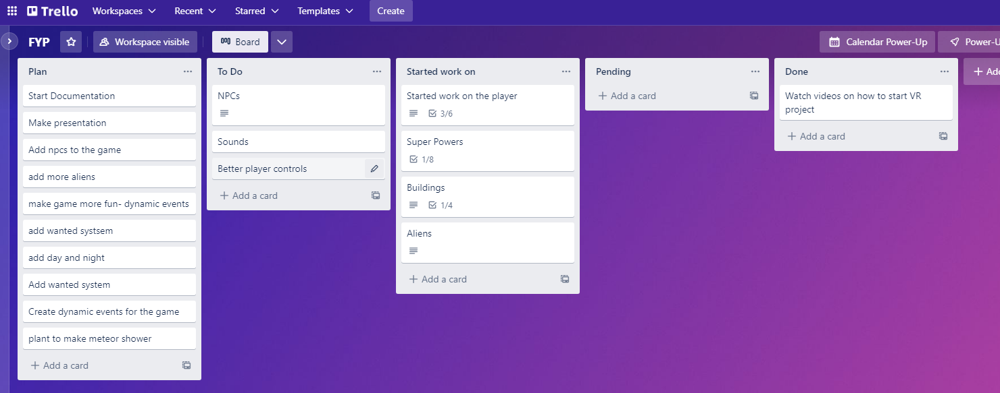 Trello Workspaces Recent Starred Templates Create
FYP Workspace visible Board Calendar Power-Up Power-U
Plan
Start Documentation
Make presentation
Add npcs to the game
add more aliens
make game more fun- dynamic events
add wanted systsem
add day and night
Add wanted system
Create dynamic events for the game
plant to make meteor shower
+ Add a card
To Do
NPCs
Sounds
Better player controls
+ Add a card
Started work on
Started work on the player
3/6
Super Powers
1/8
Buildings
1/4
Aliens
+ Add a card
Pending
+ Add a card
Done
Watch videos on how to start VR
project
+ Add a card
+ Add